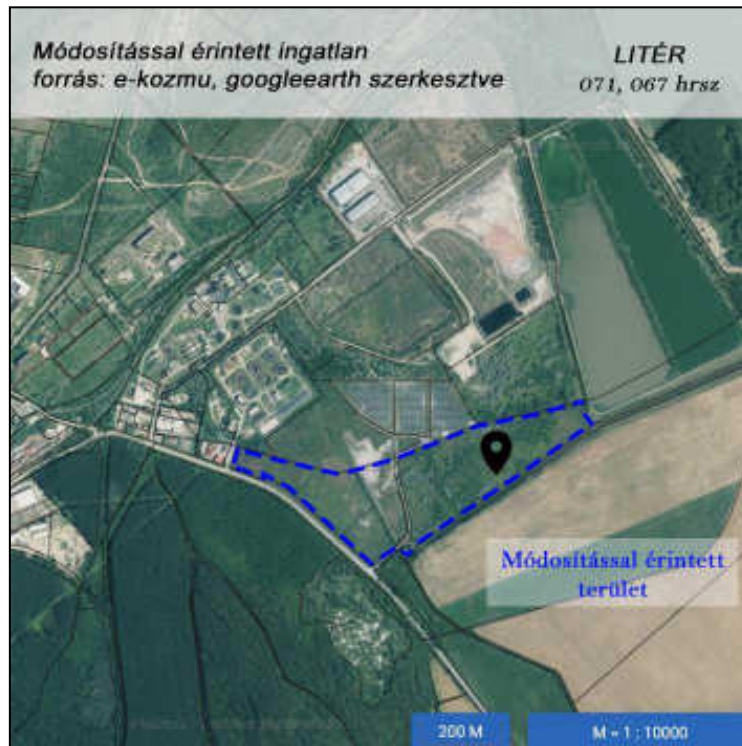 Módosítással érintett ingatlan
forrás: e-kozmu, googleearth szerkesztve
LITÉR
071, 067 hrsz
Módosítással érintett
terület
200 M
M = 1 : 10000